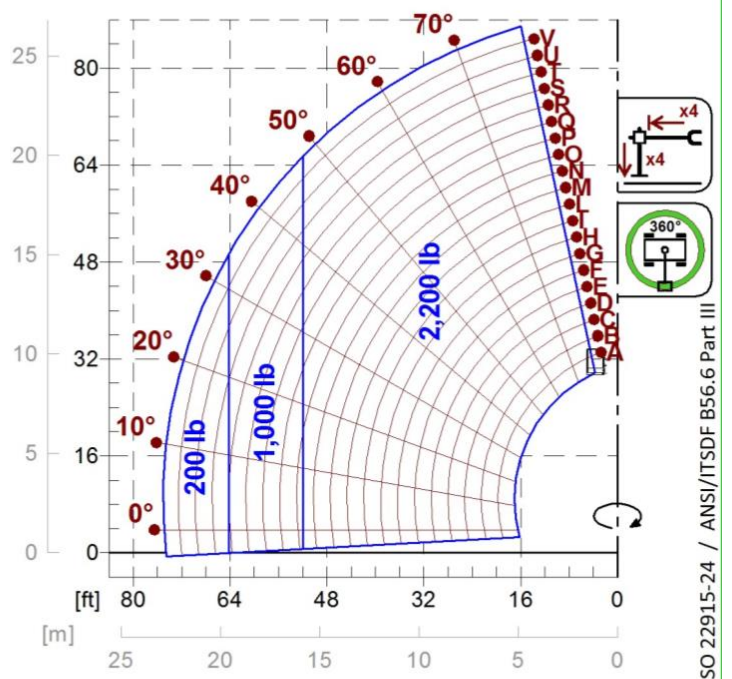 70°
60°
50°
40°
30°
20°
10°
0°
V
U
T
S
R
Q
P
O
N
M
L
I
H
G
F
E
D
C
B
A
25
20
15
10
5
0
80
64
48
32
16
0
200 lb
1,000 lb
2,200 lb
x4
x4
360°
SO 22915-24 / ANSI/ITSDF B56.6 Part III
[ft] 80 64 48 32 16 0
[m]
25 20 15 10 5 0